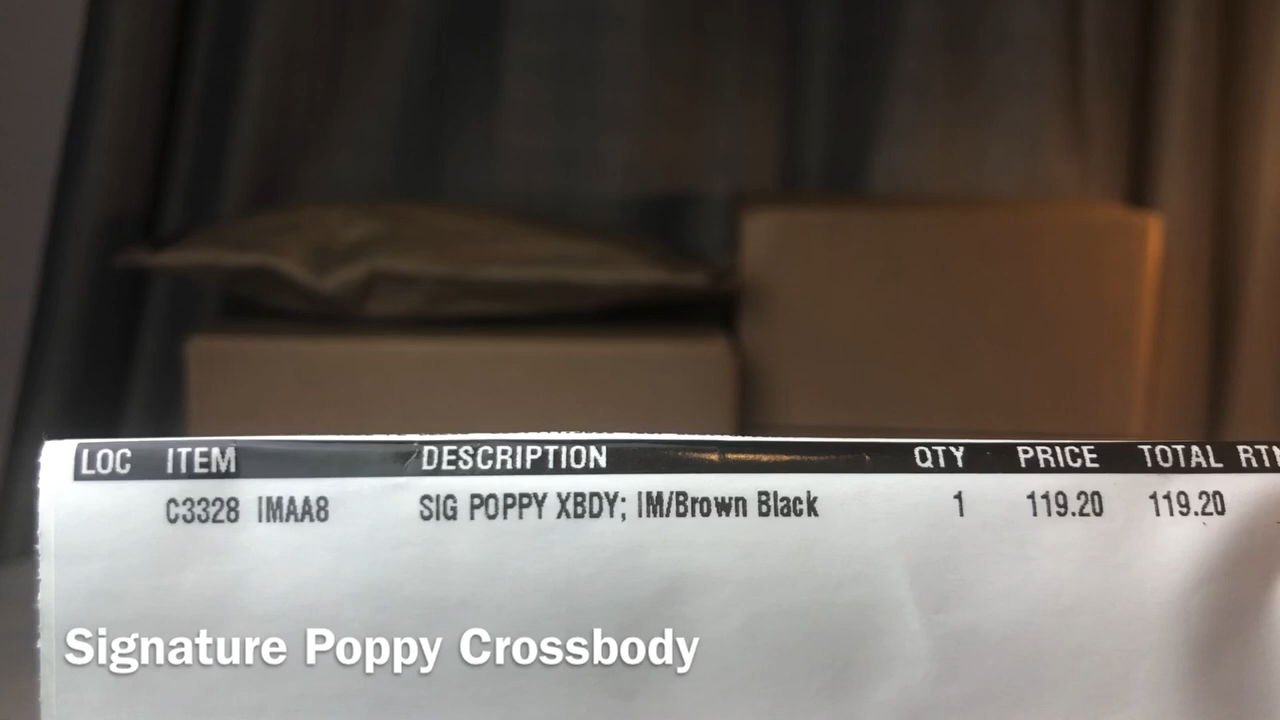 LOC ITEM DESCRIPTION QTY PRICE TOTAL
C3328 IMAA8 SIG POPPY XBDY; IM/Brown Black 1 119.20 119.20
Signature Poppy Crossbody